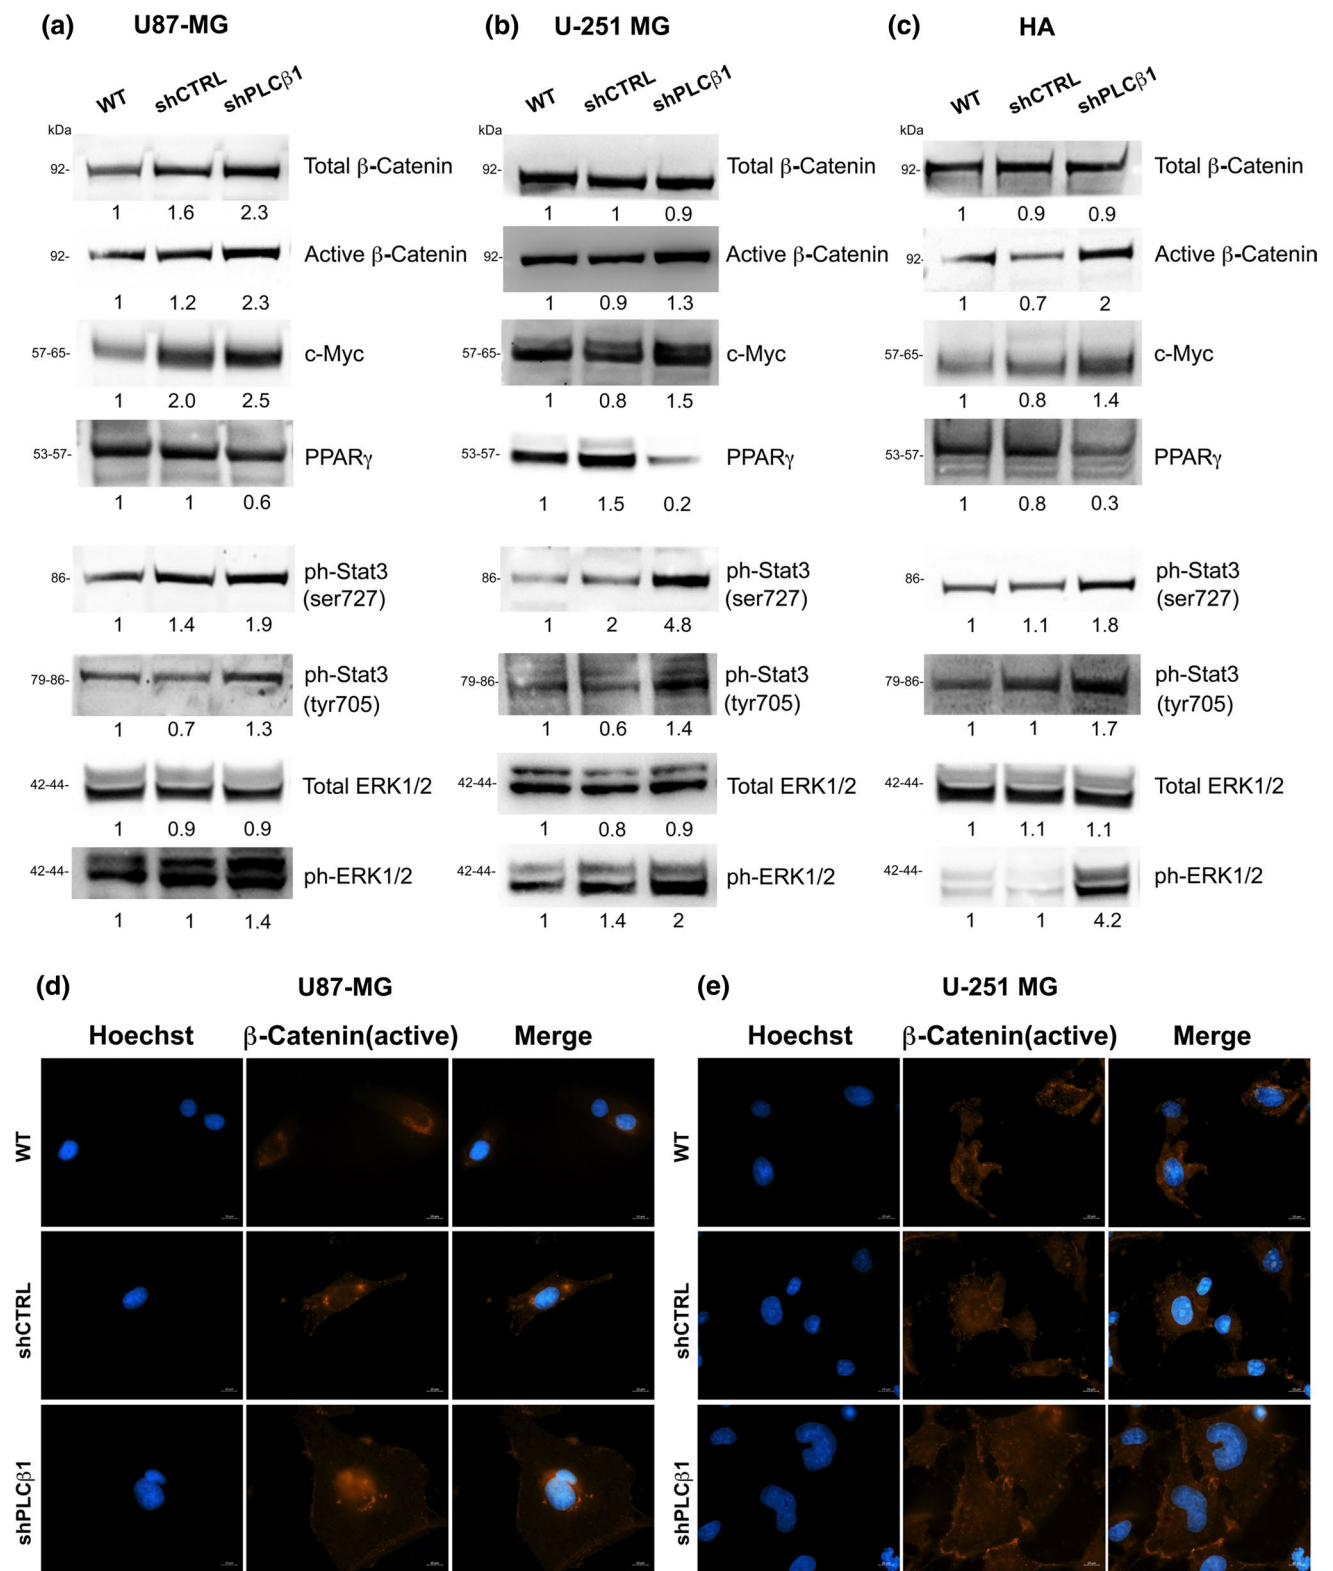 (a) U87-MG
WT shCTRL shPLCβ1
kDa
92- Total β-Catenin
1 1.6 2.3
92- Active β-Catenin
1 1.2 2.3
57-65- c-Myc
1 2.0 2.5
53-57- PPARγ
1 1 0.6
86- ph-Stat3
(ser727)
1 1.4 1.9
79-86- ph-Stat3
(tyr705)
1 0.7 1.3
42-44- Total ERK1/2
1 0.9 0.9
42-44- ph-ERK1/2
1 1 1.4
(b) U-251 MG
WT shCTRL shPLCβ1
kDa
92- Total β-Catenin
1 1 0.9
92- Active β-Catenin
1 0.9 1.3
57-65- c-Myc
1 0.8 1.5
53-57- PPARγ
1 1.5 0.2
86- ph-Stat3
(ser727)
1 2 4.8
79-86- ph-Stat3
(tyr705)
1 0.6 1.4
42-44- Total ERK1/2
1 0.8 0.9
42-44- ph-ERK1/2
1 1.4 2
(c) HA
WT shCTRL shPLCβ1
kDa
92- Total β-Catenin
1 0.9 0.9
92- Active β-Catenin
1 0.7 2
57-65- c-Myc
1 0.8 1.4
53-57- PPARγ
1 0.8 0.3
86- ph-Stat3
(ser727)
1 1.1 1.8
79-86- ph-Stat3
(tyr705)
1 1 1.7
42-44- Total ERK1/2
1 1.1 1.1
42-44- ph-ERK1/2
1 1 4.2
(d) U87-MG
Hoechst β-Catenin(active) Merge
WT
shCTRL
shPLCβ1
(e) U-251 MG
Hoechst β-Catenin(active) Merge
WT
shCTRL
shPLCβ1